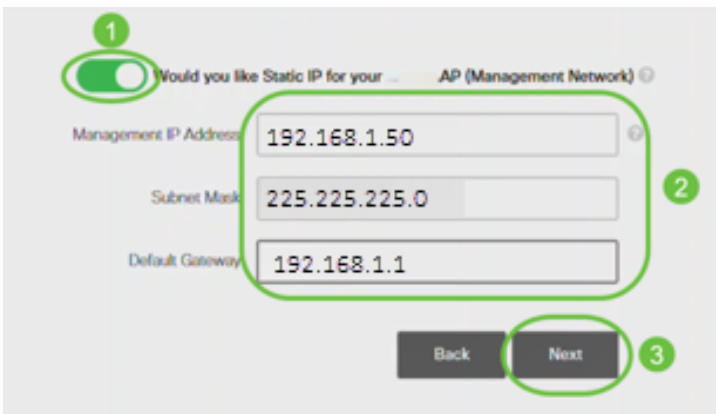 1
Would you like Static IP for your AP (Management Network) ?
Management IP Address 192.168.1.50 ?
Subnet Mask 225.225.225.0
2
Default Gateway 192.168.1.1
Back Next 3